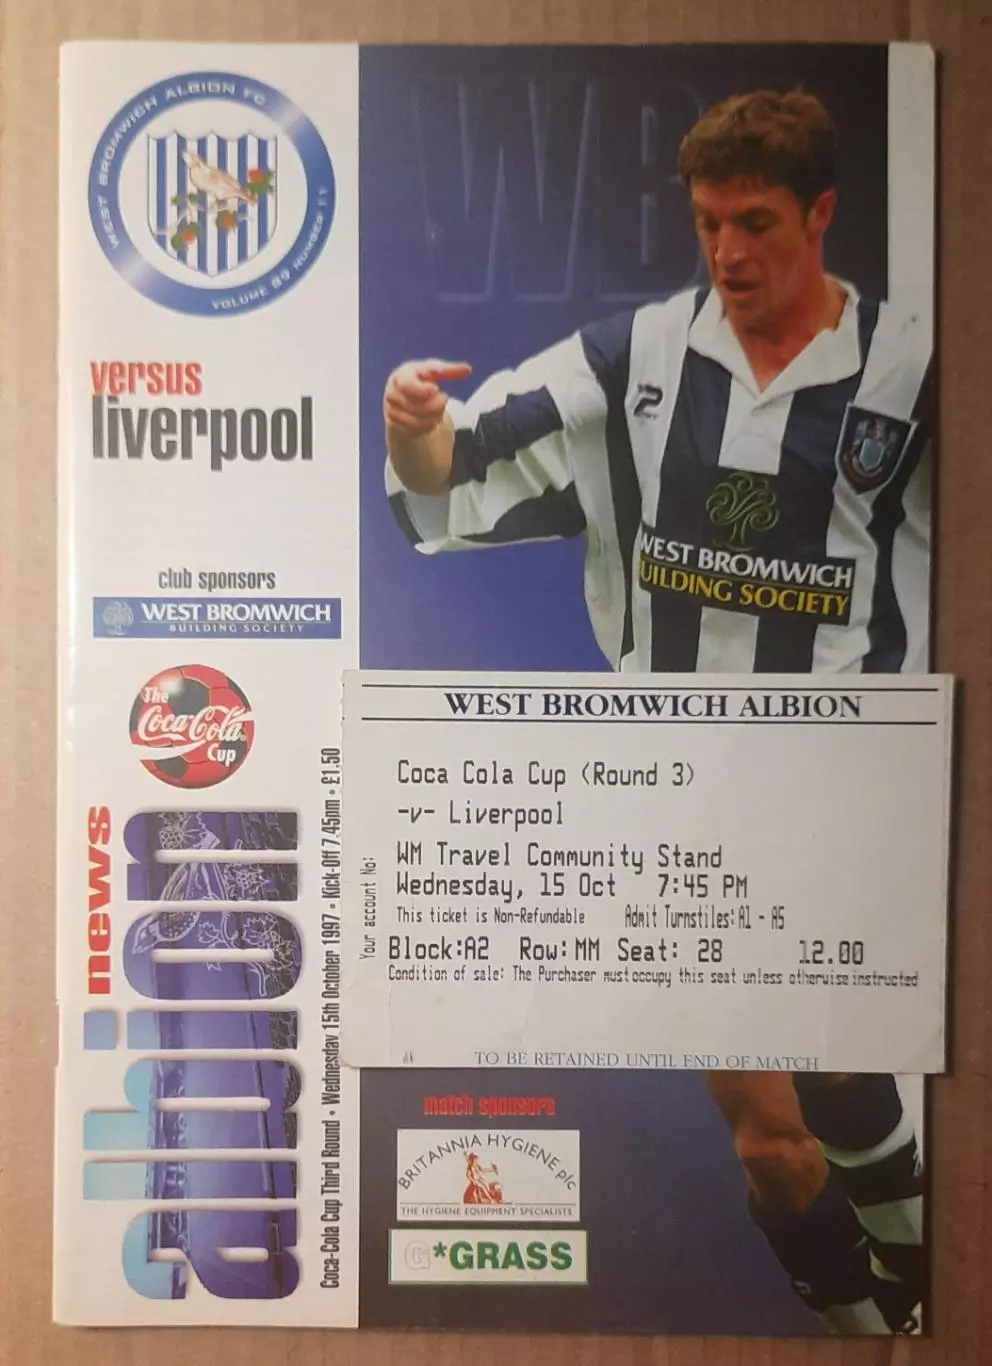 WEST BROMWICH ALBION FC
VOLUME 89 NUMBER 11
WB
versus
liverpool
club sponsors
WEST BROMWICH
BUILDING SOCIETY
The
Coca-Cola
Cup
albion news
Coca-Cola Cup Third Round • Wednesday 15th October 1997 • Kick-Off 7.45pm • £1.50
2
WEST BROMWICH
UILDING SOCIETY
WEST BROMWICH ALBION
Coca Cola Cup (Round 3)
-v- Liverpool
WM Travel Community Stand
Wednesday, 15 Oct 7:45 PM
This ticket is Non-Refundable Admit Turnstiles:A1 - A5
Block:A2 Row:MM Seat: 28 12.00
Condition of sale: The Purchaser must occupy this seat unless otherwise instructed
Your account No:
TO BE RETAINED UNTIL END OF MATCH
match sponsors
BRITANNIA HYGIENE plc
THE HYGIENE EQUIPMENT SPECIALISTS
G*GRASS